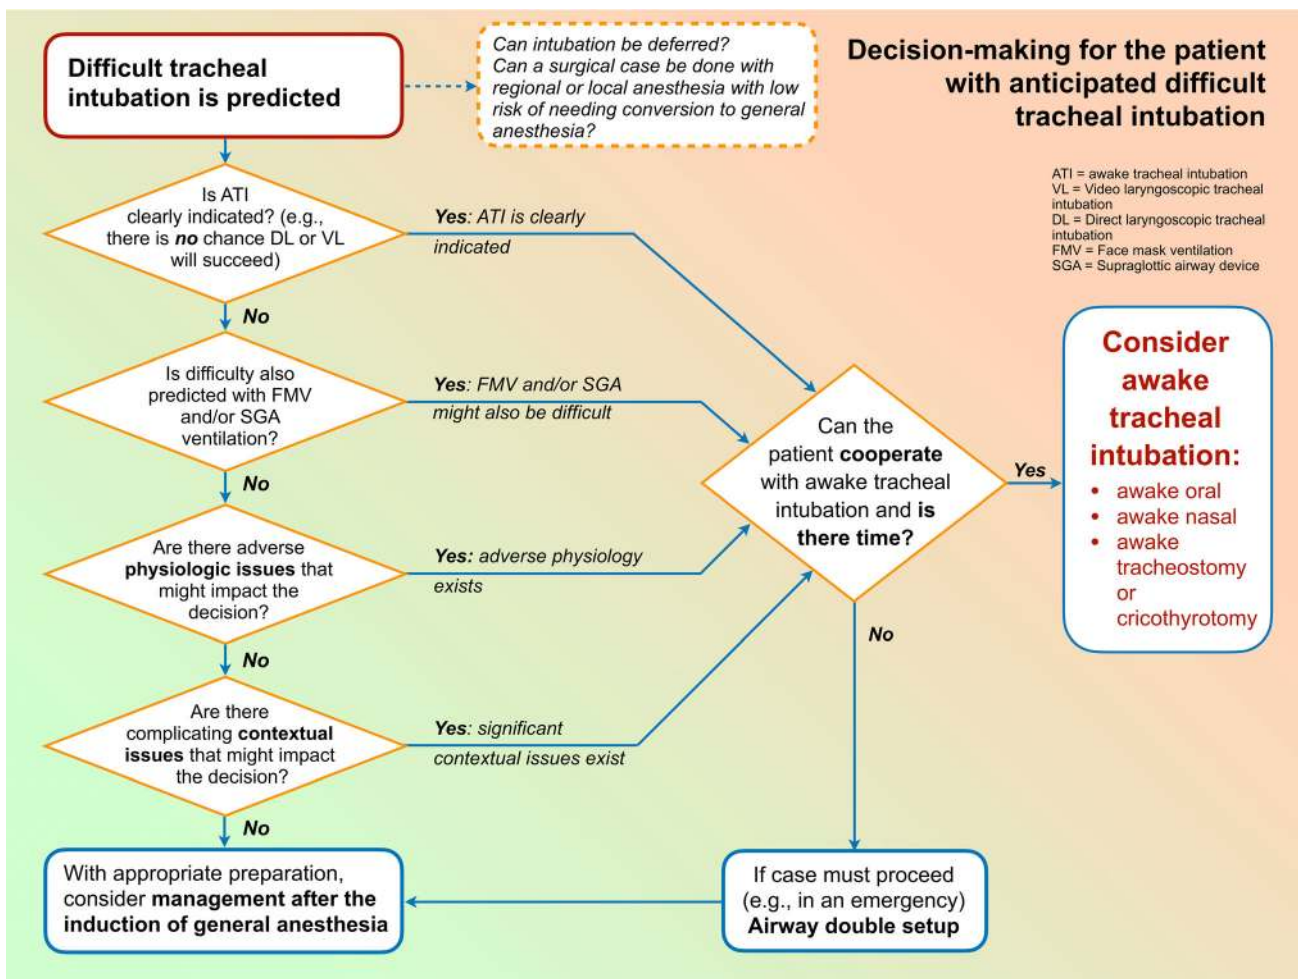 Difficult tracheal
intubation is predicted
Can intubation be deferred?
Can a surgical case be done with
regional or local anesthesia with low
risk of needing conversion to general
anesthesia?
Decision-making for the patient
with anticipated difficult
tracheal intubation
ATI = awake tracheal intubation
VL = Video laryngoscopic tracheal
intubation
DL = Direct laryngoscopic tracheal
intubation
FMV = Face mask ventilation
SGA = Supraglottic airway device
Is ATI
clearly indicated? (e.g.,
there is no chance DL or VL
will succeed)
Yes: ATI is clearly
indicated
No
Is difficulty also
predicted with FMV
and/or SGA
ventilation?
Yes: FMV and/or SGA
might also be difficult
No
Are there adverse
physiologic issues that
might impact the
decision?
Yes: adverse physiology
exists
No
Are there
complicating contextual
issues that might impact
the decision?
Yes: significant
contextual issues exist
No
With appropriate preparation,
consider management after the
induction of general anesthesia
Can the
patient cooperate
with awake tracheal
intubation and is
there time?
Yes
Consider
awake
tracheal
intubation:
• awake oral
• awake nasal
• awake
tracheostomy
or
cricothyrotomy
No
If case must proceed
(e.g., in an emergency)
Airway double setup